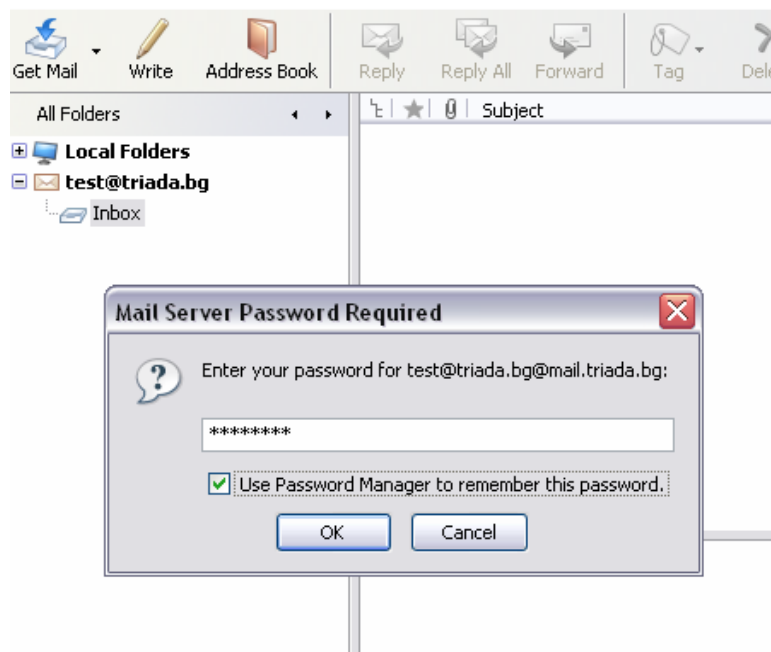 Get Mail Write Address Book Reply Reply All Forward Tag
All Folders Subject
Local Folders
test@triada.bg
Inbox
Mail Server Password Required
Enter your password for test@triada.bg@mail.triada.bg:
********
Use Password Manager to remember this password.
OK Cancel